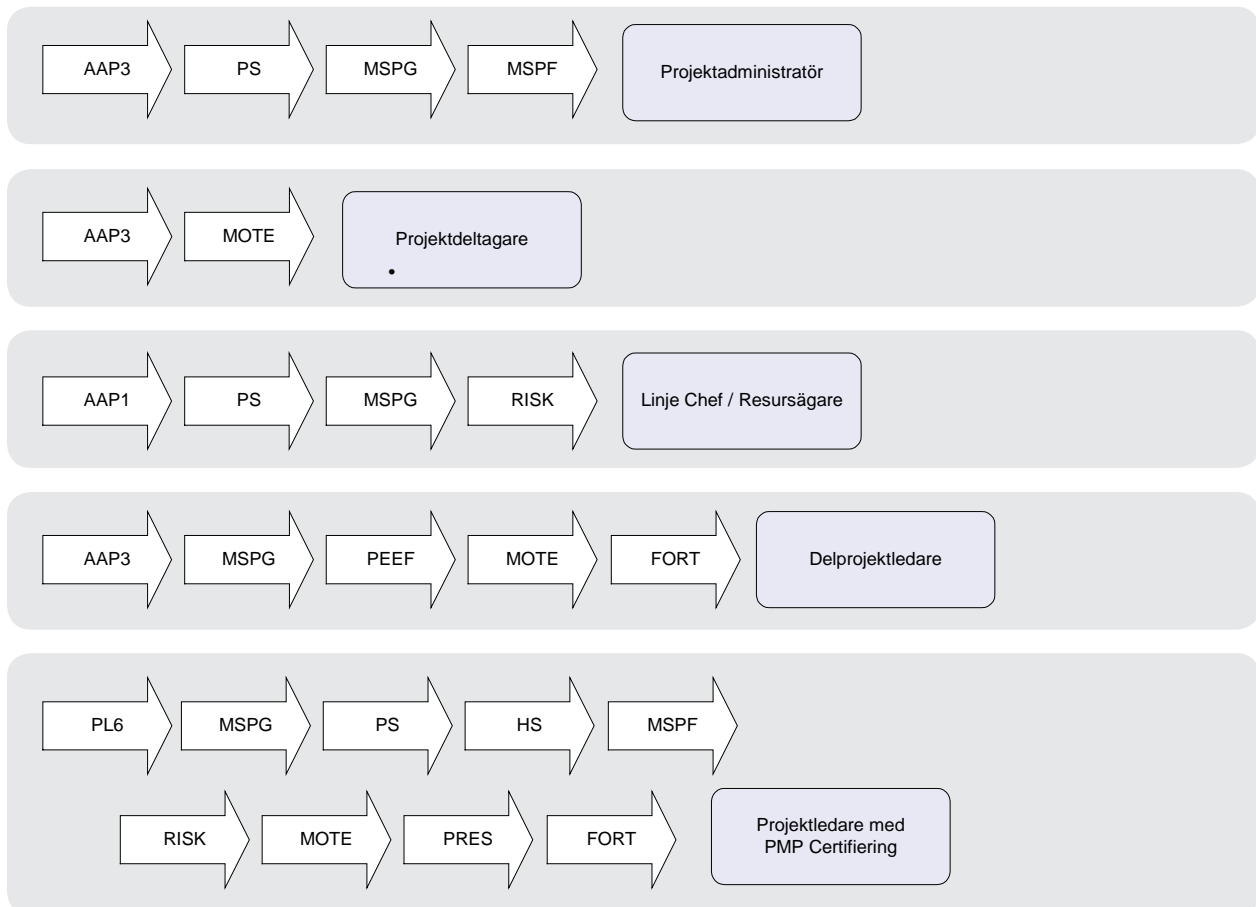 AAP3 PS MSPG MSPF Projektadministratör
AAP3 MOTE Projektdeltagare
•
AAP1 PS MSPG RISK Linje Chef / Resursägare
AAP3 MSPG PEEF MOTE FORT Delprojektledare
PL6 MSPG PS HS MSPF
RISK MOTE PRES FORT Projektledare med
PMP Certifiering